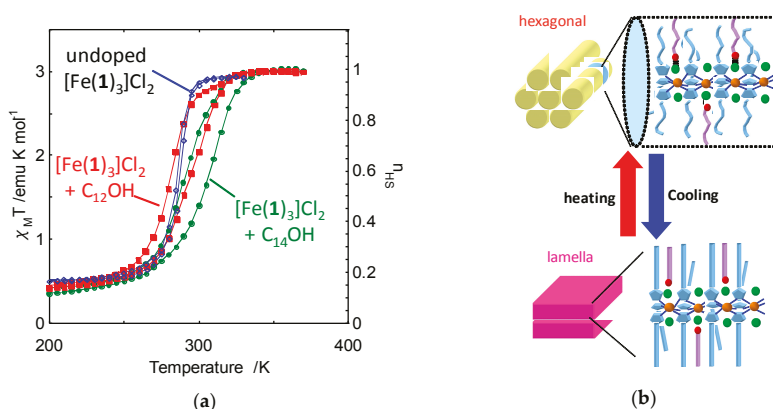 undoped
[Fe(1)₃]Cl₂
[Fe(1)₃]Cl₂
+ C₁₂OH
[Fe(1)₃]Cl₂
+ C₁₄OH
χ_M T /emu K mol⁻¹
3
2
1
0
n_HS
1
0.8
0.6
0.4
0.2
0
200
300
400
Temperature /K
(a)
hexagonal
heating
Cooling
lamella
(b)